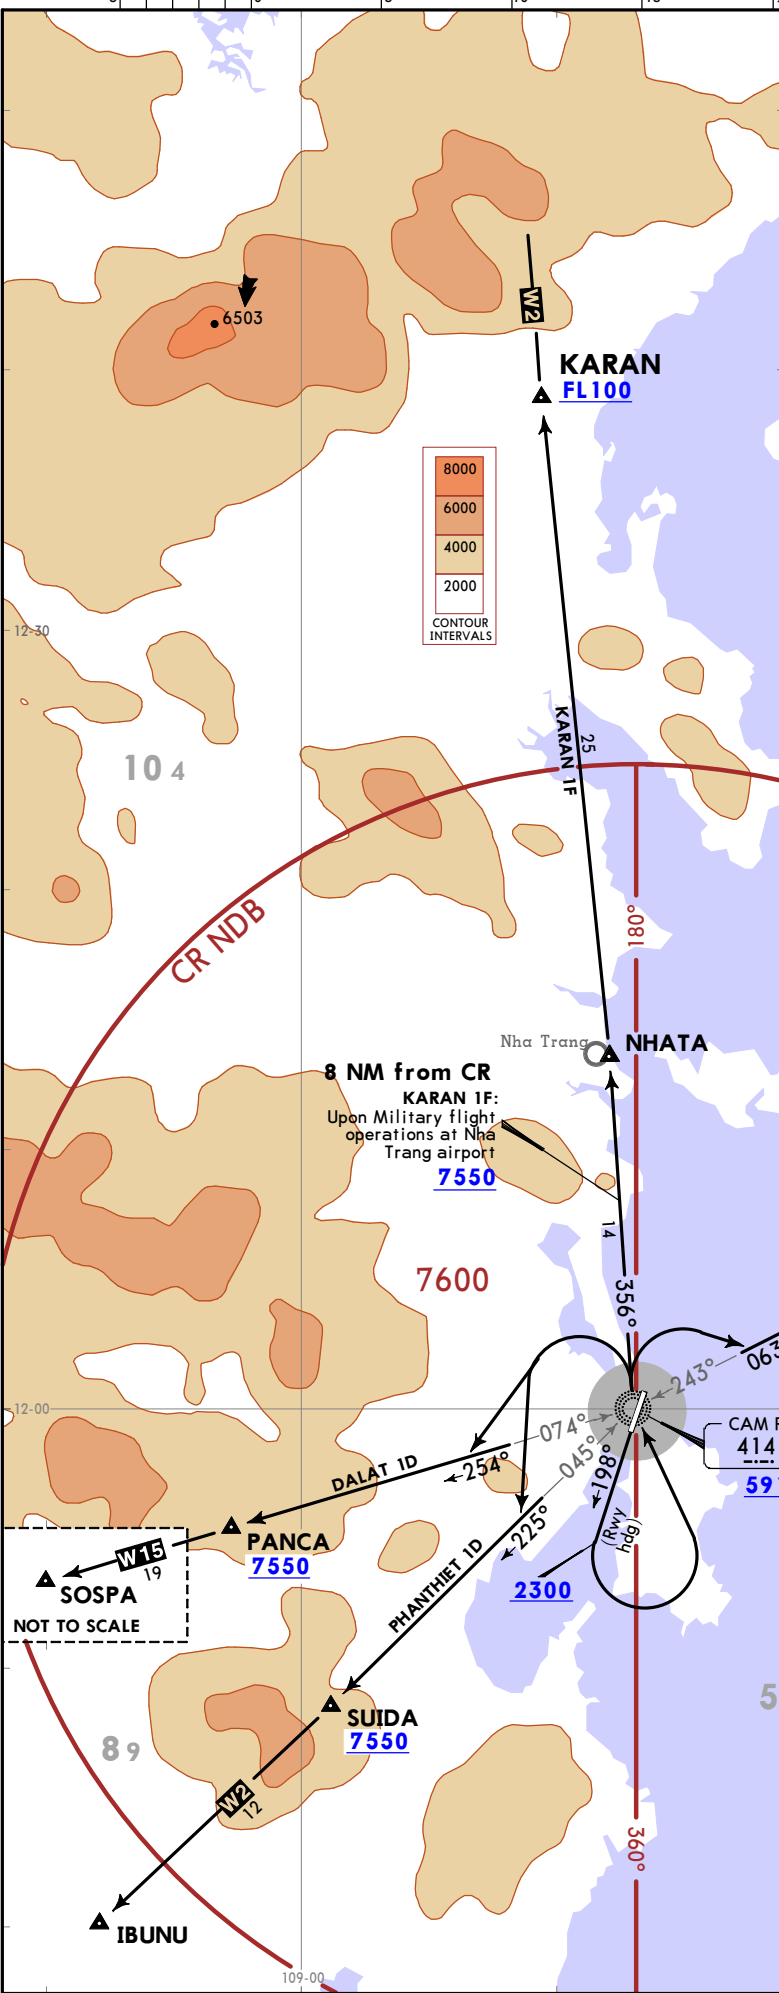 W2
6503
KARAN
FL100
8000
6000
4000
2000
CONTOUR
INTERVALS
12-30
25
KARAN 1F
10 4
180°
CR NDB
Nha Trang
NHATA
8 NM from CR
KARAN 1F:
Upon Military flight
operations at Nha
Trang airport
7550
14
7600
356°
063
243°
12-00
074°
CAM
414
59
045°
254°
DALAT 1D
198°
225°
(Rwy
hdg)
PANCA
7550
W15
19
SOSPA
2300
PHANTHIET 1D
NOT TO SCALE
5
SUIDA
7550
8 9
W2
12
360°
IBUNU
109-00